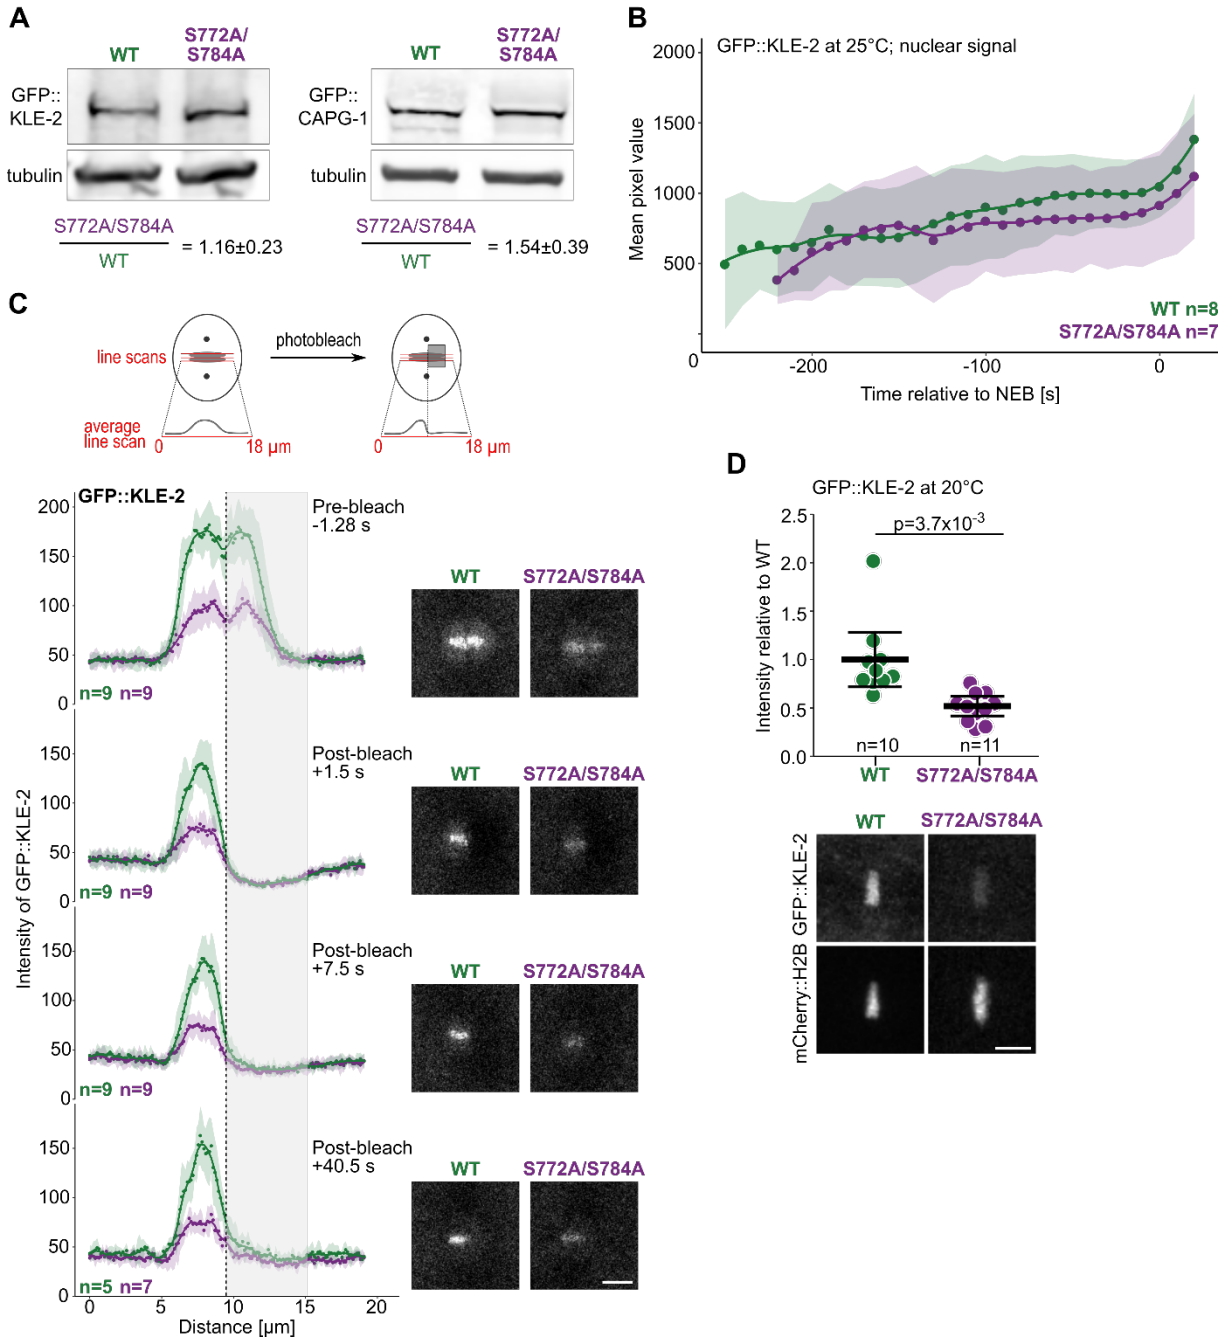 A
WT
S772A/
S784A
GFP::
KLE-2
tubulin
S772A/S784A
WT
= 1.16±0.23
WT
S772A/
S784A
GFP::
CAPG-1
tubulin
S772A/S784A
WT
= 1.54±0.39
B
GFP::KLE-2 at 25°C; nuclear signal
Mean pixel value
2000
1500
1000
500
0
-200
-100
0
Time relative to NEB [s]
WT n=8
S772A/S784A n=7
C
line scans
photobleach
average
line scan
0
18 µm
0
18 µm
GFP::KLE-2
Intensity of GFP::KLE-2
200
150
100
50
0
n=9 n=9
Pre-bleach
-1.28 s
WT
S772A/S784A
150
100
50
0
n=9 n=9
Post-bleach
+1.5 s
WT
S772A/S784A
150
100
50
0
n=9 n=9
Post-bleach
+7.5 s
WT
S772A/S784A
150
100
50
0
n=5 n=7
Post-bleach
+40.5 s
WT
S772A/S784A
0
5
10
15
20
Distance [µm]
D
GFP::KLE-2 at 20°C
Intensity relative to WT
2.5
2.0
1.5
1.0
0.5
0.0
p=3.7x10-3
n=10
n=11
WT
S772A/S784A
WT
S772A/S784A
GFP::KLE-2
mCherry::H2B